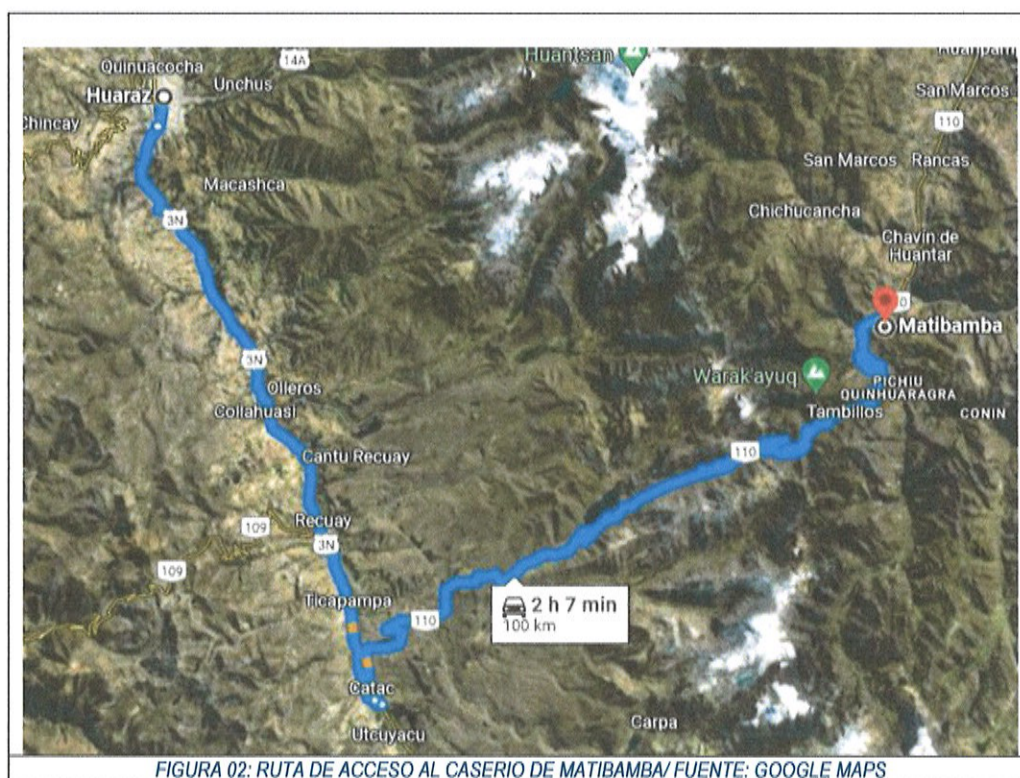 Huantsan
Huanpam
14A
Quinuacocha
Unchus
Huaraz
San Marcos
Chincay
110
San Marcos Rancas
Macashca
Chichucancha
3N
Chavín de
Huantar
Matibamba
3N
Olleros
Collahuasi
Warak'ayuq
PICHIU
QUINHUARAGRA
Tambillos
CONIN
110
Cantu Recuay
Recuay
109
3N
109
Ticapampa
2 h 7 min
100 km
110
Catac
Utcuyacu
Carpa
FIGURA 02: RUTA DE ACCESO AL CASERIO DE MATIBAMBA/ FUENTE: GOOGLE MAPS